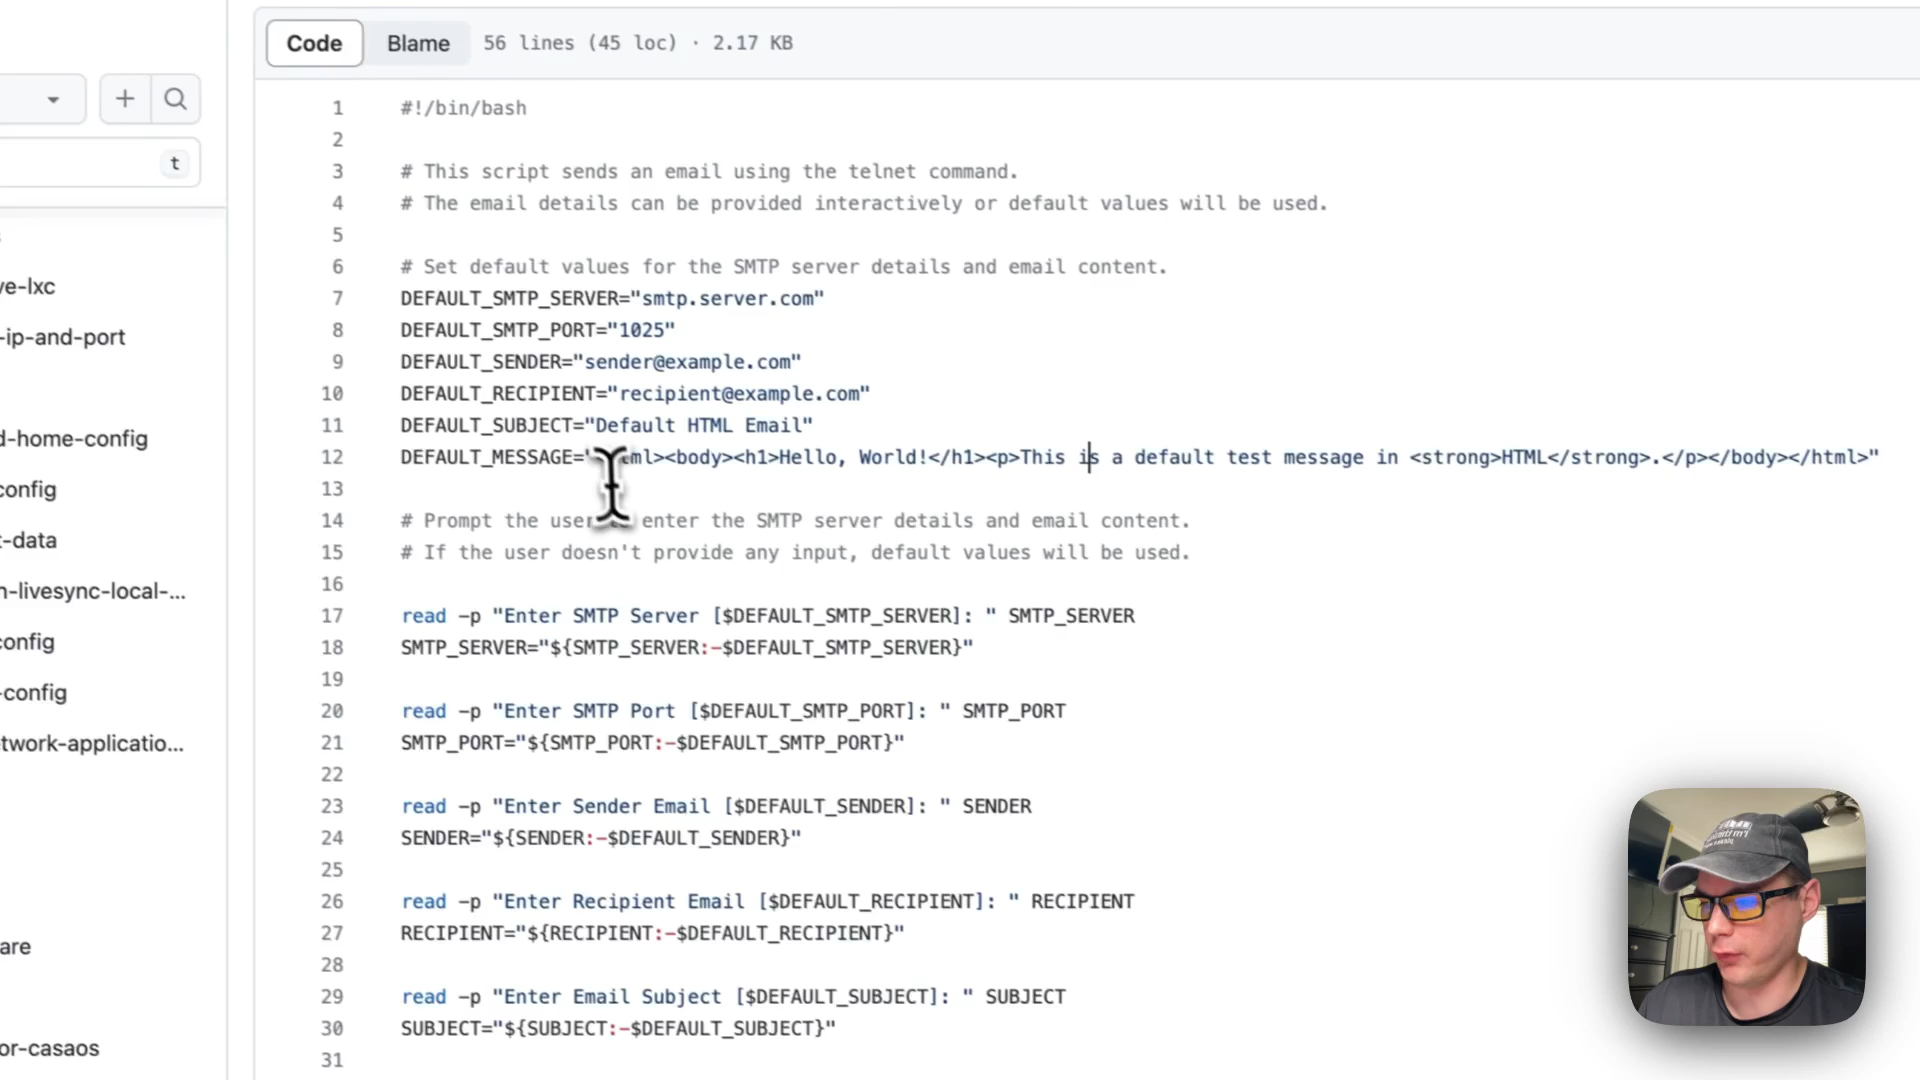 Code Blame 56 lines (45 loc) · 2.17 KB
t
ve-lxc
-ip-and-port
d-home-config
config
t-data
n-livesync-local-...
config
-config
twork-applicatio...
are
or-casaos
1 #!/bin/bash
2
3 # This script sends an email using the telnet command.
4 # The email details can be provided interactively or default values will be used.
5
6 # Set default values for the SMTP server details and email content.
7 DEFAULT_SMTP_SERVER="smtp.server.com"
8 DEFAULT_SMTP_PORT="1025"
9 DEFAULT_SENDER="sender@example.com"
10 DEFAULT_RECIPIENT="recipient@example.com"
11 DEFAULT_SUBJECT="Default HTML Email"
12 DEFAULT_MESSAGE="ml><body><h1>Hello, World!</h1><p>This is a default test message in <strong>HTML</strong>.</p></body></html>"
13
14 # Prompt the user enter the SMTP server details and email content.
15 # If the user doesn't provide any input, default values will be used.
16
17 read -p "Enter SMTP Server [$DEFAULT_SMTP_SERVER]: " SMTP_SERVER
18 SMTP_SERVER="${SMTP_SERVER:-$DEFAULT_SMTP_SERVER}"
19
20 read -p "Enter SMTP Port [$DEFAULT_SMTP_PORT]: " SMTP_PORT
21 SMTP_PORT="${SMTP_PORT:-$DEFAULT_SMTP_PORT}"
22
23 read -p "Enter Sender Email [$DEFAULT_SENDER]: " SENDER
24 SENDER="${SENDER:-$DEFAULT_SENDER}"
25
26 read -p "Enter Recipient Email [$DEFAULT_RECIPIENT]: " RECIPIENT
27 RECIPIENT="${RECIPIENT:-$DEFAULT_RECIPIENT}"
28
29 read -p "Enter Email Subject [$DEFAULT_SUBJECT]: " SUBJECT
30 SUBJECT="${SUBJECT:-$DEFAULT_SUBJECT}"
31